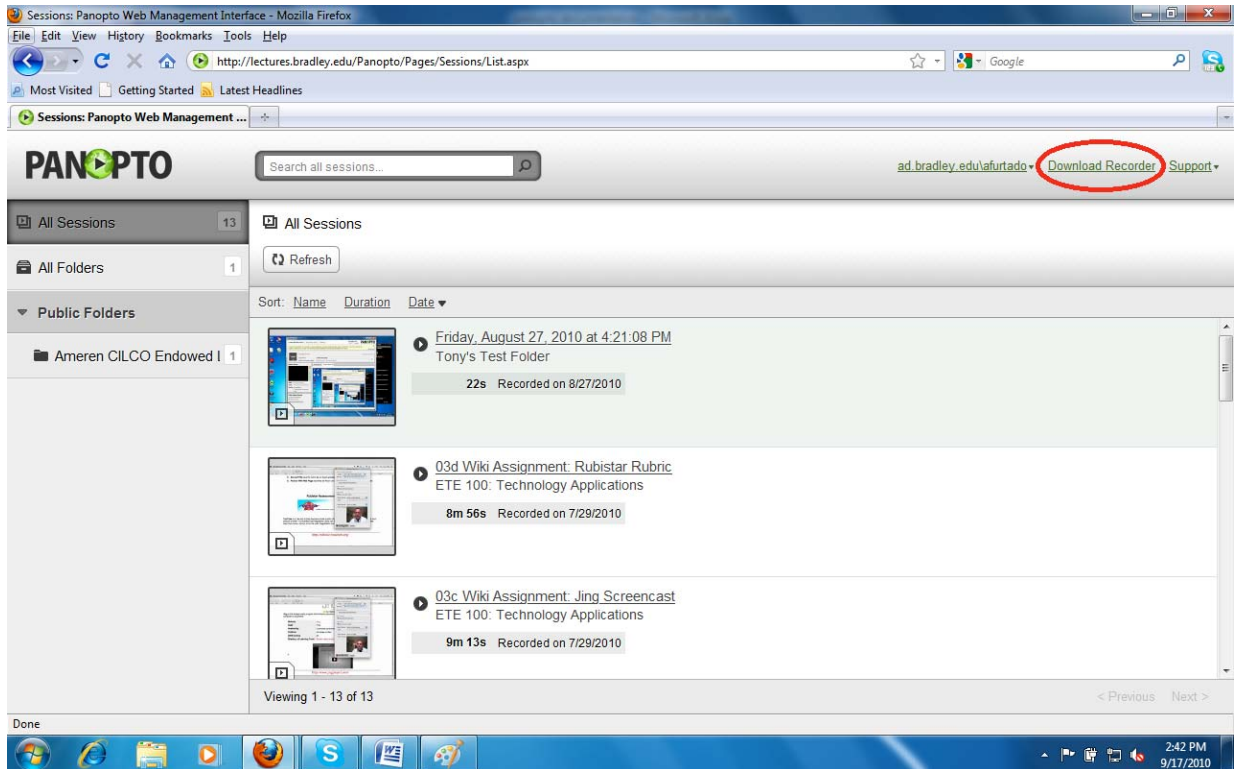 Sessions: Panopto Web Management Interface - Mozilla Firefox
File Edit View History Bookmarks Tools Help
http://lectures.bradley.edu/Panopto/Pages/Sessions/List.aspx
Google
Most Visited Getting Started Latest Headlines
Sessions: Panopto Web Management ...
PANOPTO
Search all sessions...
ad.bradley.edu\afurtado Download Recorder Support
All Sessions 13
All Sessions
All Folders 1
Refresh
Public Folders
Sort: Name Duration Date
Ameren CILCO Endowed 1
Friday, August 27, 2010 at 4:21:08 PM
Tony's Test Folder
22s Recorded on 8/27/2010
03d Wiki Assignment: Rubistar Rubric
ETE 100: Technology Applications
8m 56s Recorded on 7/29/2010
03c Wiki Assignment: Jing Screencast
ETE 100: Technology Applications
9m 13s Recorded on 7/29/2010
Viewing 1 - 13 of 13
< Previous Next >
Done
2:42 PM
9/17/2010